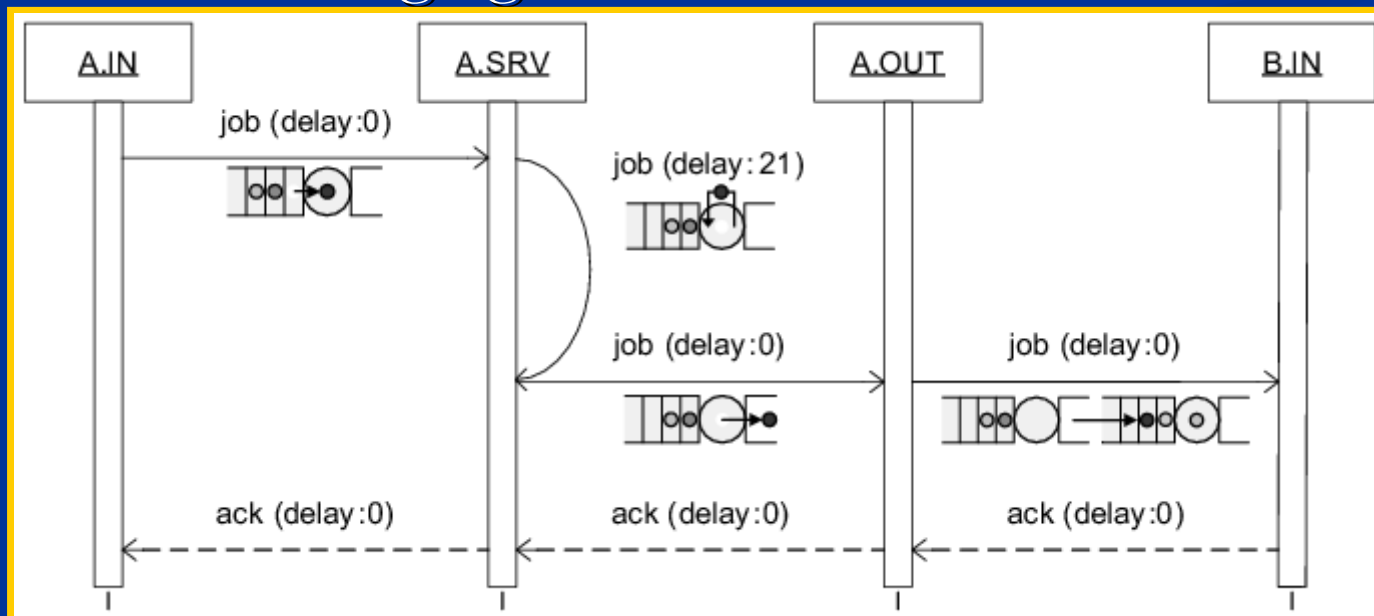 A.IN
A.SRV
A.OUT
B.IN
job (delay:0)
job (delay:21)
job (delay:0)
job (delay:0)
ack (delay:0)
ack (delay:0)
ack (delay:0)